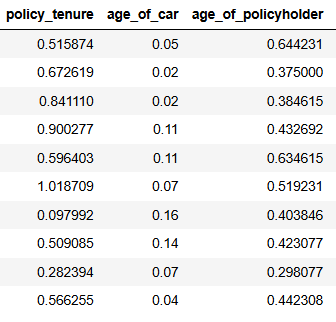 policy_tenure age_of_car age_of_policyholder
0.515874 0.05 0.644231
0.672619 0.02 0.375000
0.841110 0.02 0.384615
0.900277 0.11 0.432692
0.596403 0.11 0.634615
1.018709 0.07 0.519231
0.097992 0.16 0.403846
0.509085 0.14 0.423077
0.282394 0.07 0.298077
0.566255 0.04 0.442308